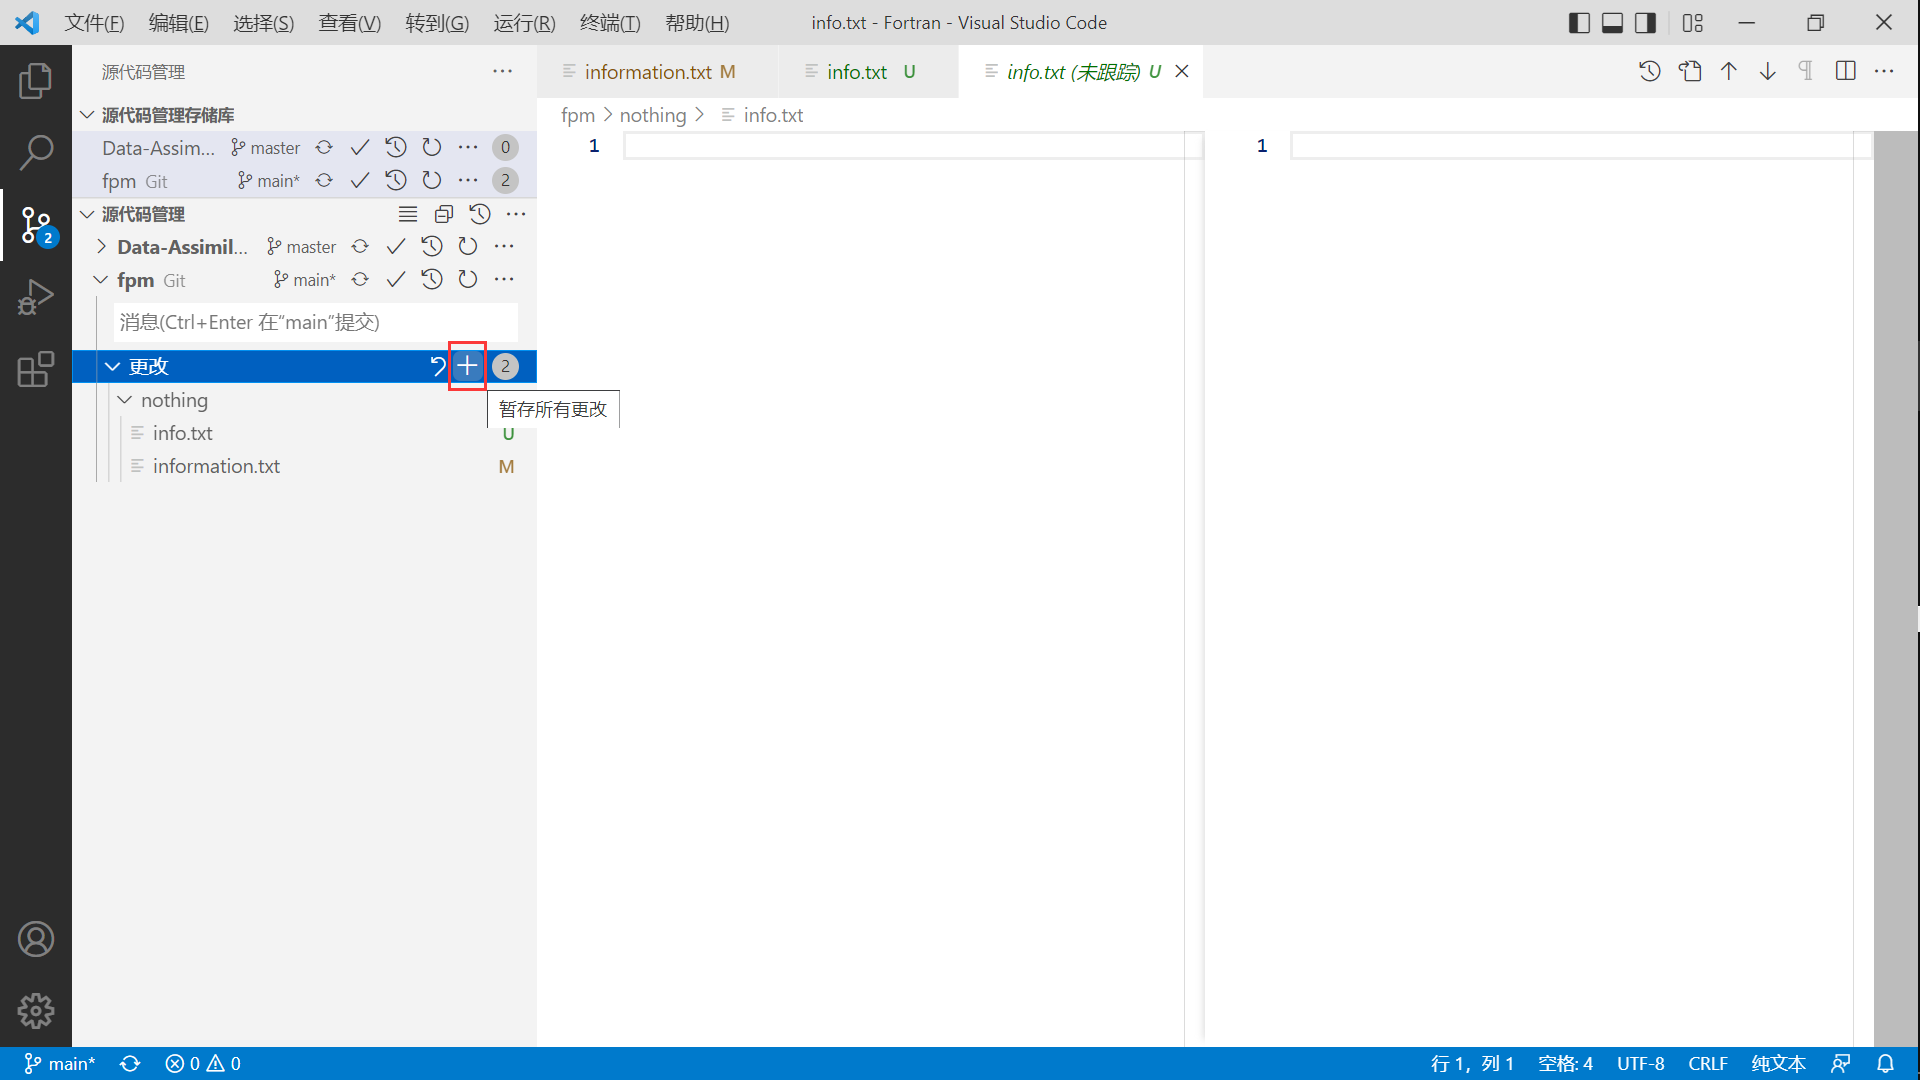 文件(F) 编辑(E) 选择(S) 查看(V) 转到(G) 运行(R) 终端(T) 帮助(H) info.txt - Fortran - Visual Studio Code
源代码管理
information.txt M info.txt U info.txt (未跟踪) U
源代码管理存储库
fpm nothing info.txt
Data-Assim... master 0
1 1
fpm Git main* 2
源代码管理
2
Data-Assimil... master
fpm Git main*
消息(Ctrl+Enter 在“main”提交)
更改 2
nothing
暂存所有更改
info.txt U
information.txt M
main* 0 0 行 1，列 1 空格: 4 UTF-8 CRLF 纯文本